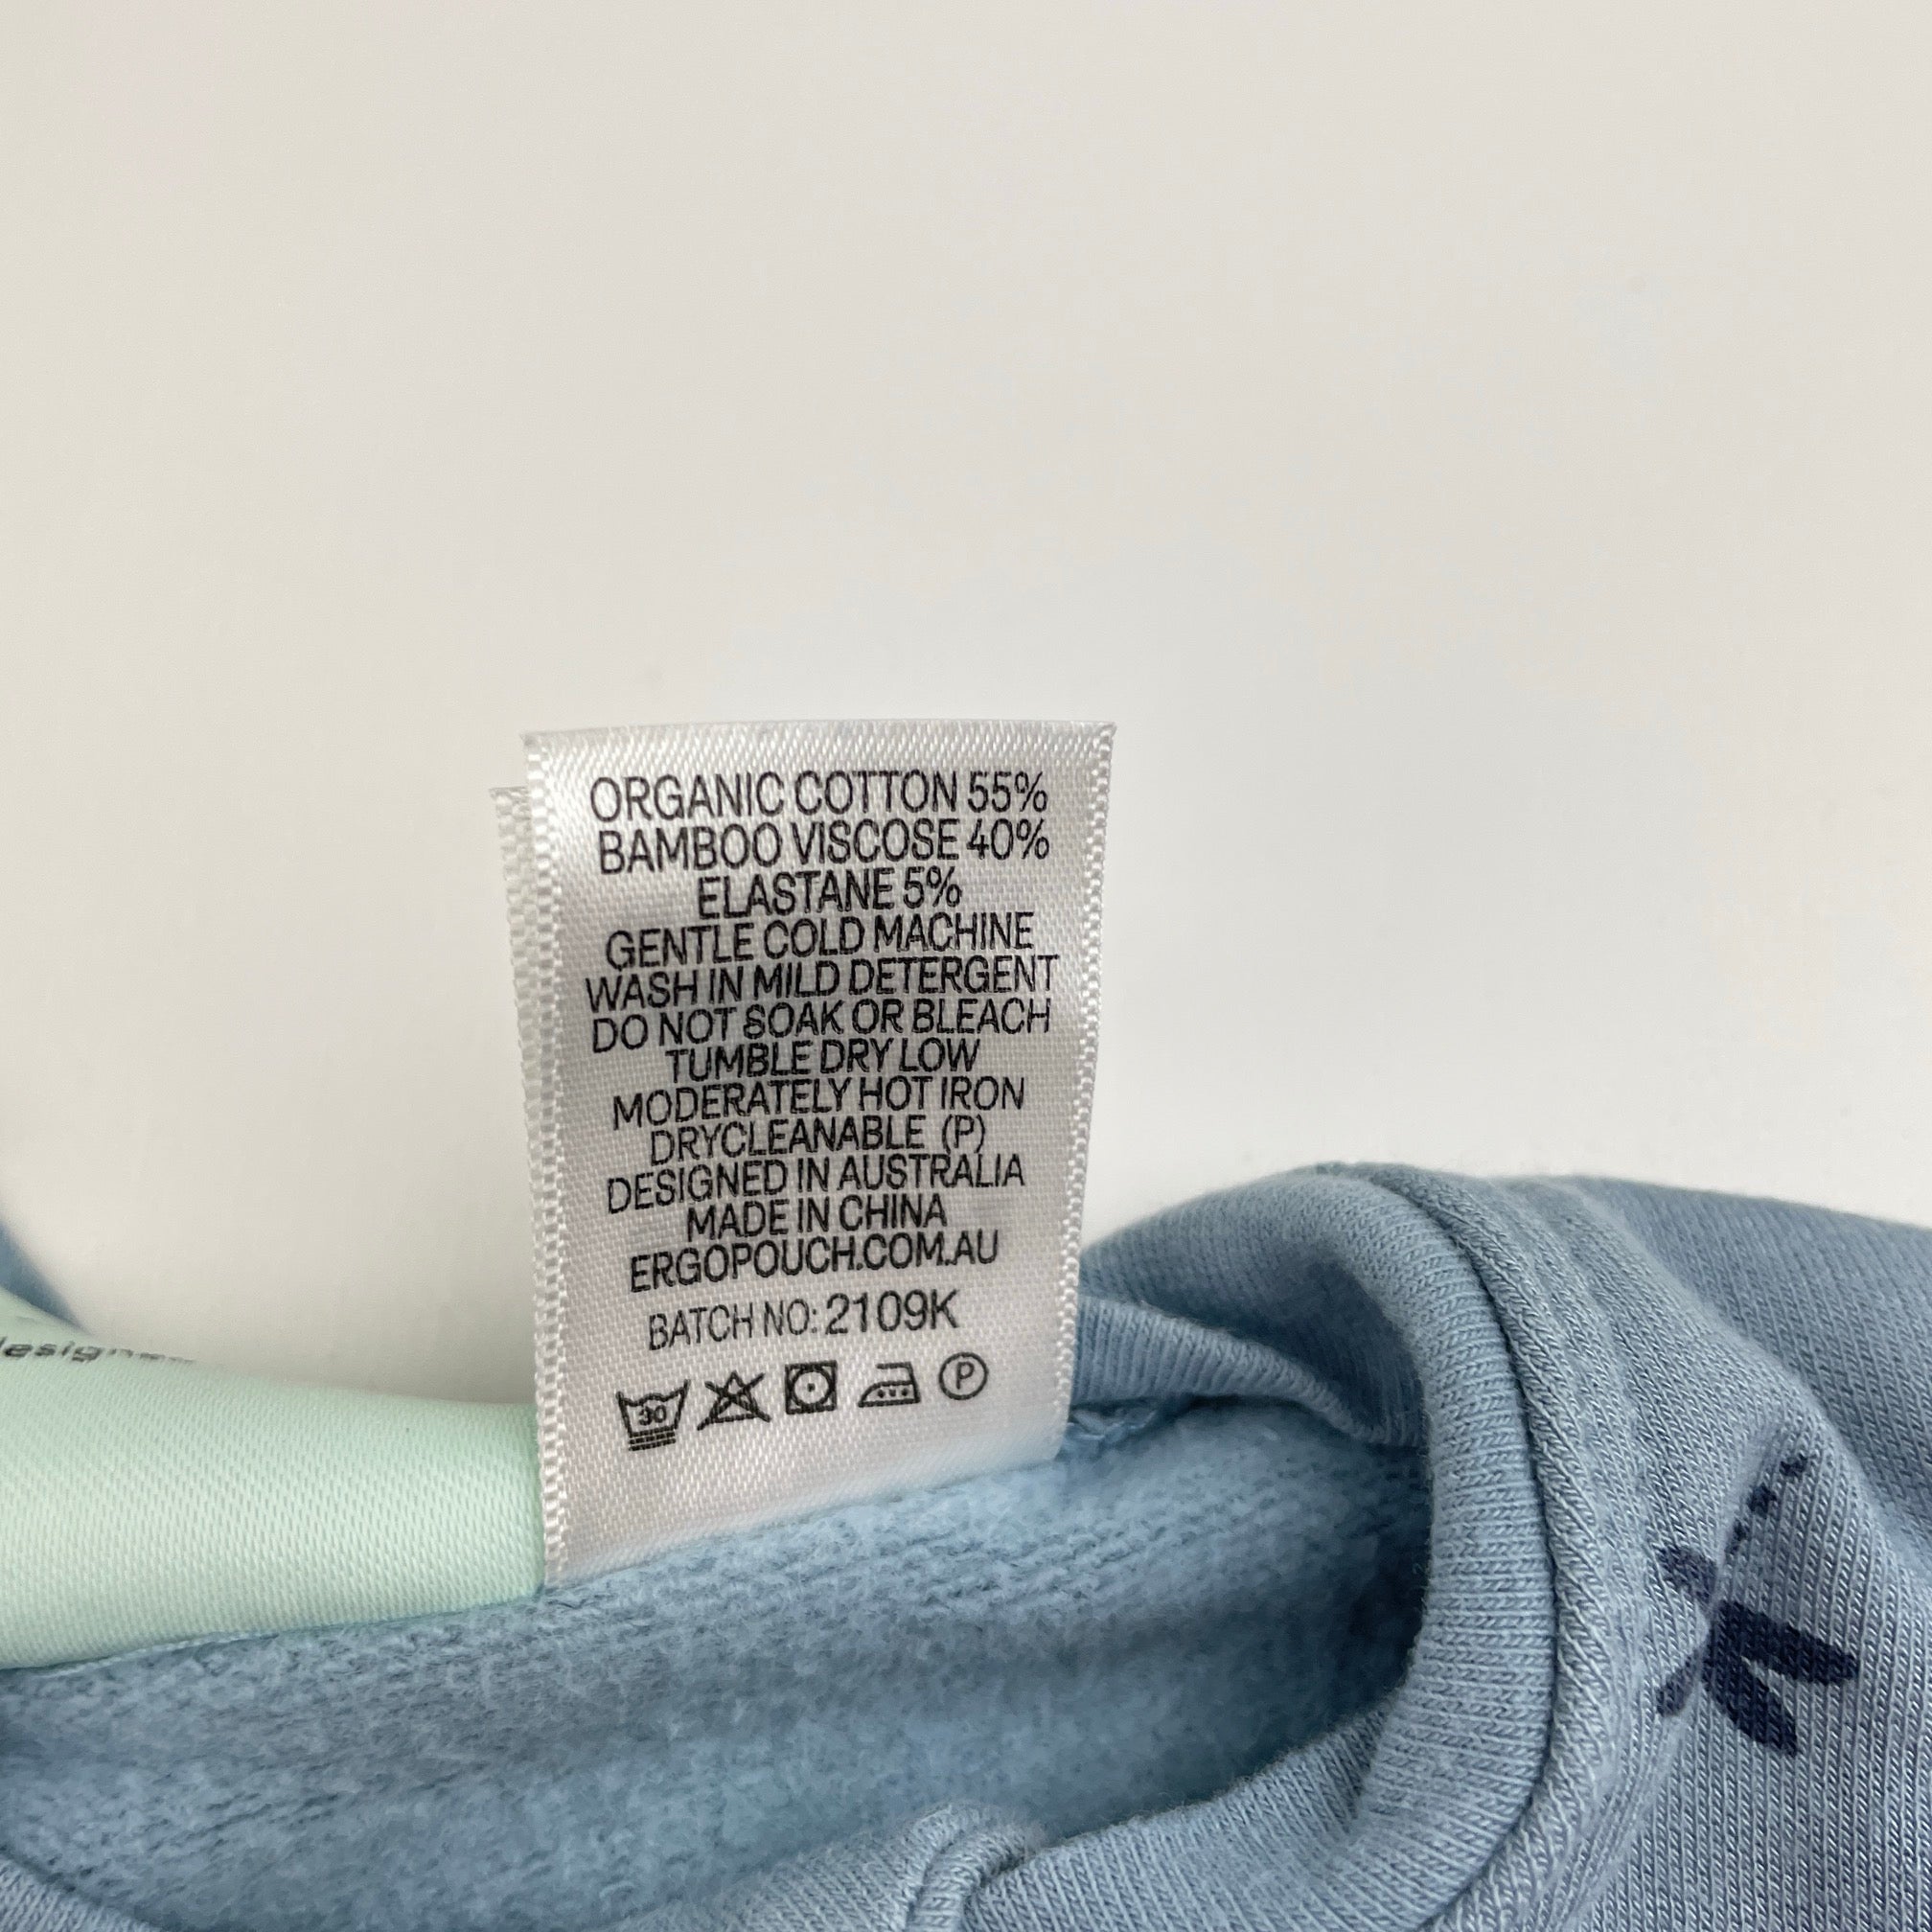 ORGANIC COTTON 55%
BAMBOO VISCOSE 40%
ELASTANE 5%
GENTLE COLD MACHINE
WASH IN MILD DETERGENT
DO NOT SOAK OR BLEACH
TUMBLE DRY LOW
MODERATELY HOT IRON
DRYCLEANABLE (P)
DESIGNED IN AUSTRALIA
MADE IN CHINA
ERGOPOUCH.COM.AU
BATCH NO: 2109K
30 P